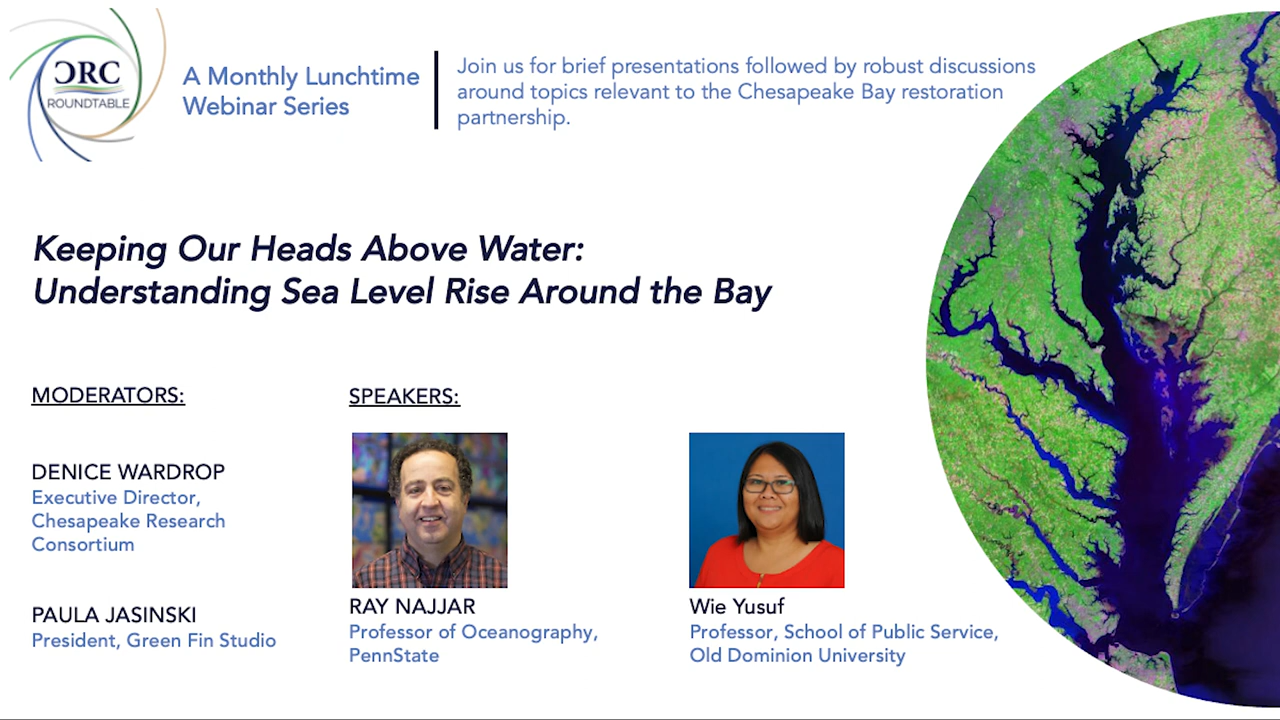 CRC
ROUNDTABLE
A Monthly Lunchtime
Webinar Series
Join us for brief presentations followed by robust discussions
around topics relevant to the Chesapeake Bay restoration
partnership.
Keeping Our Heads Above Water:
Understanding Sea Level Rise Around the Bay
MODERATORS:
DENICE WARDROP
Executive Director,
Chesapeake Research
Consortium
PAULA JASINSKI
President, Green Fin Studio
SPEAKERS:
RAY NAJJAR
Professor of Oceanography,
PennState
Wie Yusuf
Professor, School of Public Service,
Old Dominion University